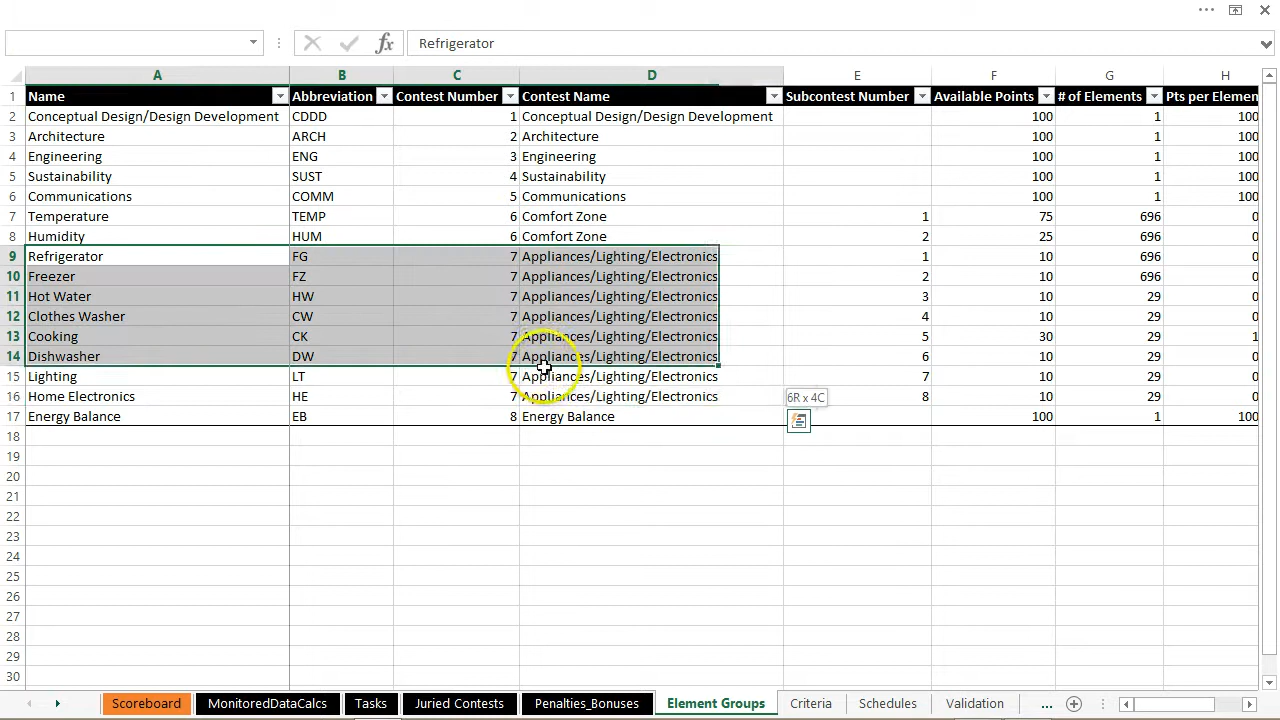 Refrigerator
A B C D E F G H
1 Name Abbreviation Contest Number Contest Name Subcontest Number Available Points # of Elements Pts per Elemen
2 Conceptual Design/Design Development CDDD 1 Conceptual Design/Design Development 100 1 100
3 Architecture ARCH 2 Architecture 100 1 100
4 Engineering ENG 3 Engineering 100 1 100
5 Sustainability SUST 4 Sustainability 100 1 100
6 Communications COMM 5 Communications 100 1 100
7 Temperature TEMP 6 Comfort Zone 1 75 696 0
8 Humidity HUM 6 Comfort Zone 2 25 696 0
9 Refrigerator FG 7 Appliances/Lighting/Electronics 1 10 696 0
10 Freezer FZ 7 Appliances/Lighting/Electronics 2 10 696 0
11 Hot Water HW 7 Appliances/Lighting/Electronics 3 10 29 0
12 Clothes Washer CW 7 Appliances/Lighting/Electronics 4 10 29 0
13 Cooking CK 7 Appliances/Lighting/Electronics 5 30 29 1
14 Dishwasher DW 7 Appliances/Lighting/Electronics 6 10 29 0
15 Lighting LT 7 Appliances/Lighting/Electronics 7 10 29 0
16 Home Electronics HE 7 Appliances/Lighting/Electronics 6R x 4C 8 10 29 0
17 Energy Balance EB 8 Energy Balance 100 1 100
18
19
20
21
22
23
24
25
26
27
28
29
30
Scoreboard MonitoredDataCalcs Tasks Juried Contests Penalties_Bonuses Element Groups Criteria Schedules Validation ...